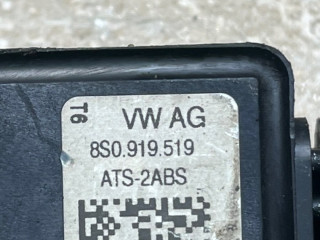 T6
VW AG
8S0.919.519
ATS-2ABS